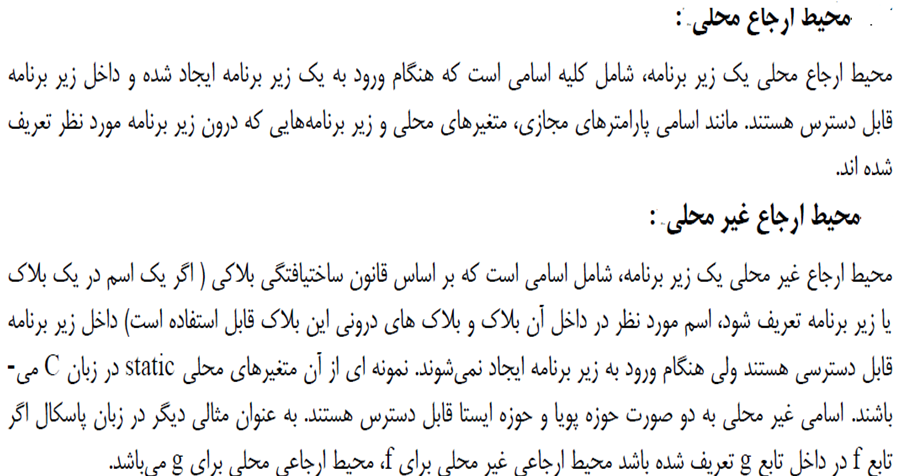 محیط ارجاع محلی :
محیط ارجاع محلی یک زیر برنامه، شامل کلیه اسامی است که هنگام ورود به یک زیر برنامه ایجاد شده و داخل زیر برنامه
قابل دسترس هستند. مانند اسامی پارامترهای مجازی، متغیرهای محلی و زیر برنامه‌هایی که درون زیر برنامه مورد نظر تعریف
شده اند.
محیط ارجاع غیر محلی :
محیط ارجاع غیر محلی یک زیر برنامه، شامل اسامی است که بر اساس قانون ساختیافتگی بلاکی ( اگر یک اسم در یک بلاک
یا زیر برنامه تعریف شود، اسم مورد نظر در داخل آن بلاک و بلاک های درونی این بلاک قابل استفاده است) داخل زیر برنامه
قابل دسترسی هستند ولی هنگام ورود به زیر برنامه ایجاد نمی‌شوند. نمونه ای از آن متغیرهای محلی static در زبان C می-
باشند. اسامی غیر محلی به دو صورت حوزه پویا و حوزه ایستا قابل دسترس هستند. به عنوان مثالی دیگر در زبان پاسکال اگر
تابع f در داخل تابع g تعریف شده باشد محیط ارجاعی غیر محلی برای f، محیط ارجاعی محلی برای g می‌باشد.